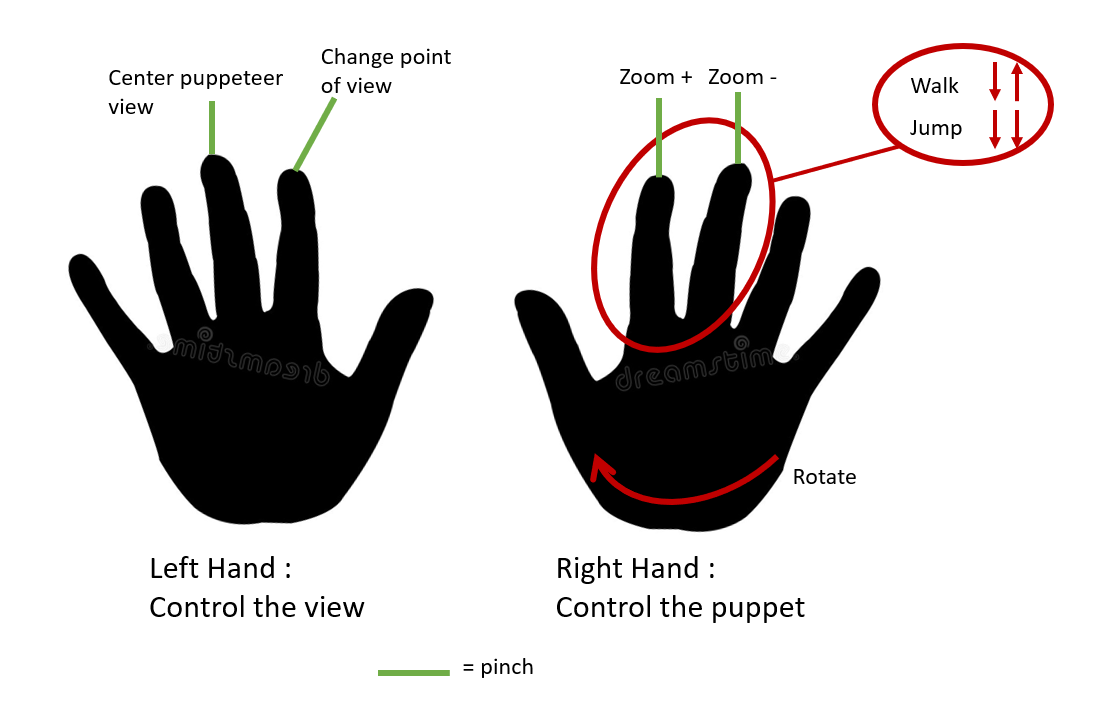 Center puppeteer
view
Change point
of view
Zoom +
Zoom -
Walk
Jump
dreamstime
dreamstime
Rotate
Left Hand :
Control the view
Right Hand :
Control the puppet
= pinch